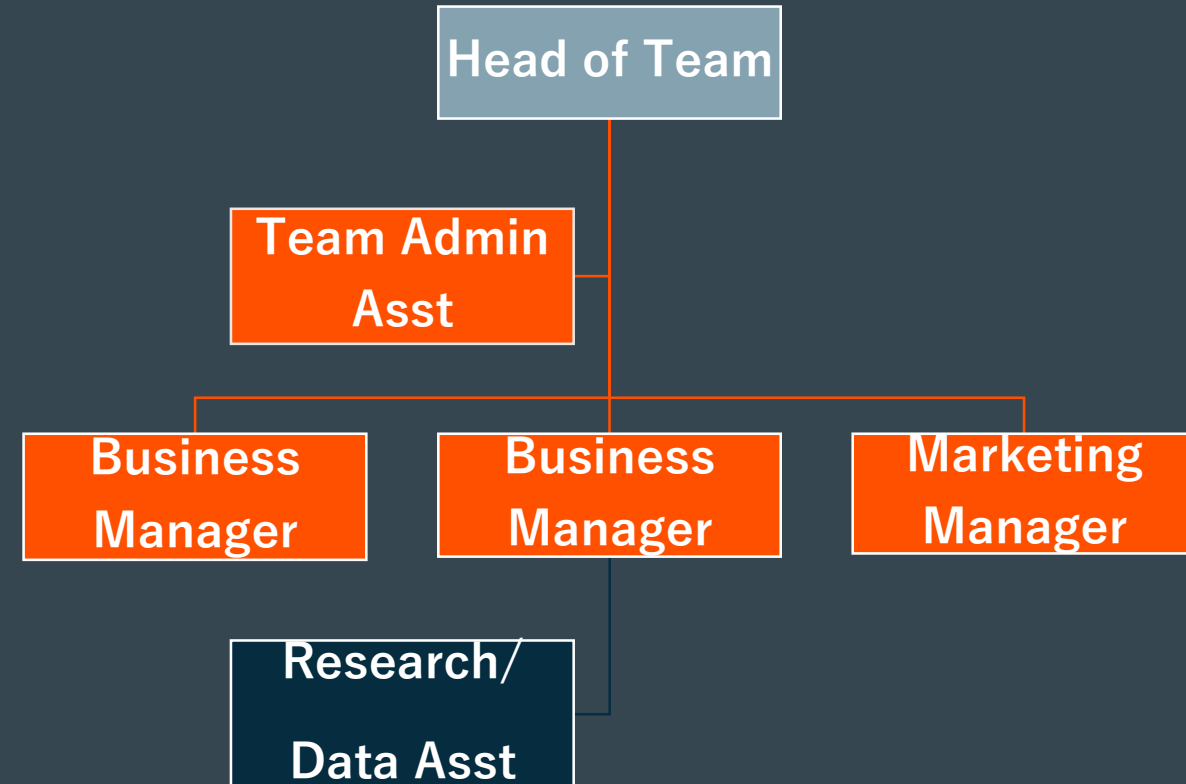 Head of Team
Team Admin
Asst
Business
Manager
Business
Manager
Marketing
Manager
Research/
Data Asst